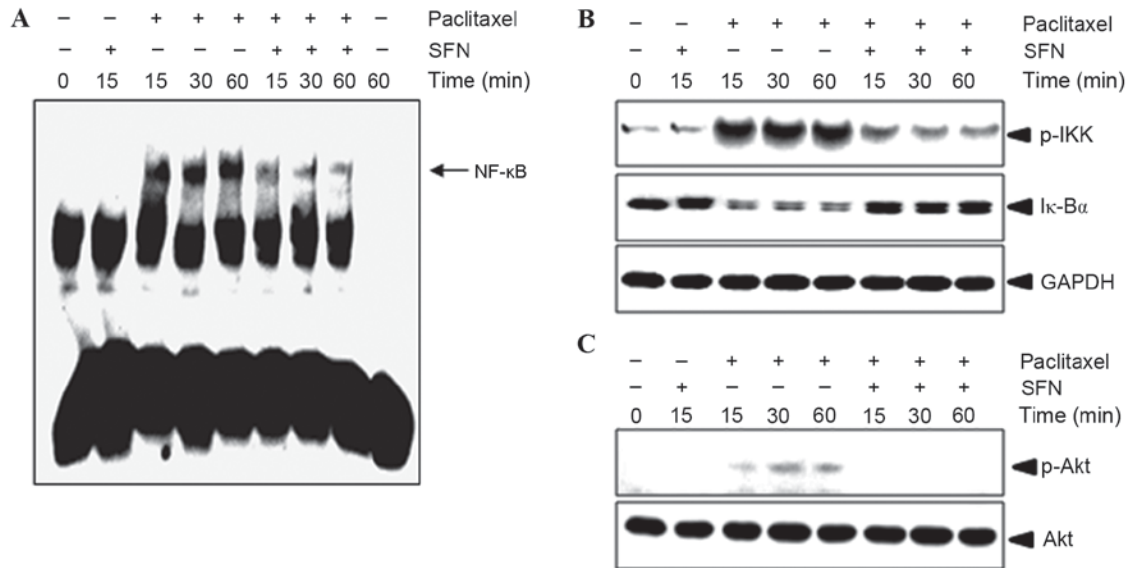 A
– – + + + + + + – Paclitaxel
– + – – – + + + – SFN
0 15 15 30 60 15 30 60 60 Time (min)
NF-κB
B
– – + + + + + + Paclitaxel
– + – – – + + + SFN
0 15 15 30 60 15 30 60 Time (min)
p-IKK
Iκ-Bα
GAPDH
C
– – + + + + + + Paclitaxel
– + – – – + + + SFN
0 15 15 30 60 15 30 60 Time (min)
p-Akt
Akt